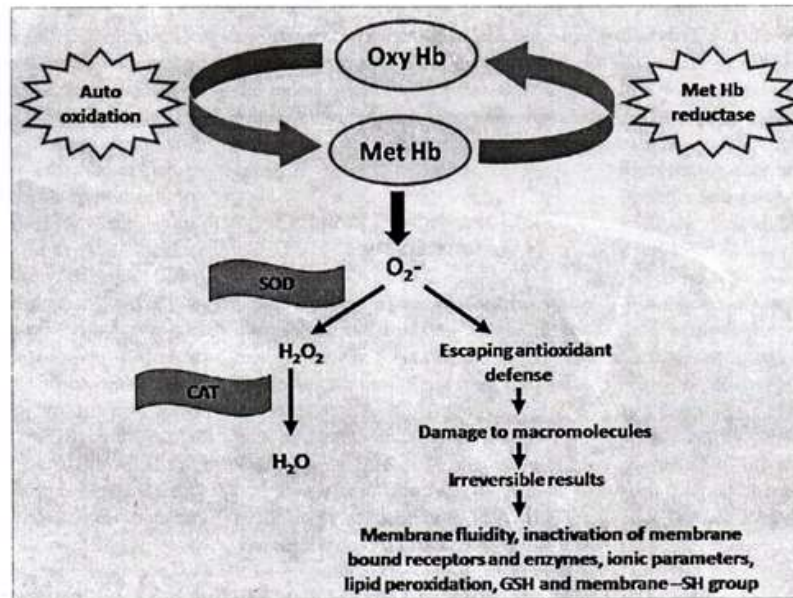 Oxy Hb
Auto
oxidation
Met Hb
reductase
Met Hb
O₂-
SOD
H₂O₂
Escaping antioxidant
defense
CAT
Damage to macromolecules
H₂O
Irreversible results
Membrane fluidity, inactivation of membrane
bound receptors and enzymes, ionic parameters,
lipid peroxidation, GSH and membrane–SH group